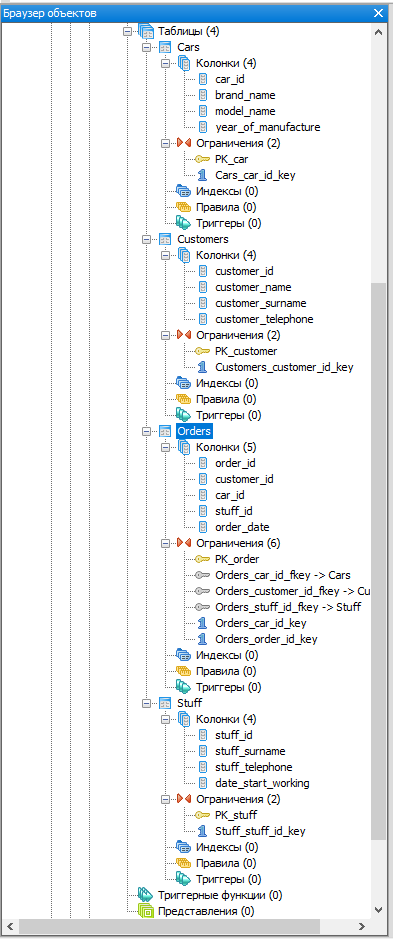 Браузер объектов
Таблицы (4)
Cars
Колонки (4)
car_id
brand_name
model_name
year_of_manufacture
Ограничения (2)
PK_car
Cars_car_id_key
Индексы (0)
Правила (0)
Триггеры (0)
Customers
Колонки (4)
customer_id
customer_name
customer_surname
customer_telephone
Ограничения (2)
PK_customer
Customers_customer_id_key
Индексы (0)
Правила (0)
Триггеры (0)
Orders
Колонки (5)
order_id
customer_id
car_id
stuff_id
order_date
Ограничения (6)
PK_order
Orders_car_id_fkey -> Cars
Orders_customer_id_fkey -> Cu
Orders_stuff_id_fkey -> Stuff
Orders_car_id_key
Orders_order_id_key
Индексы (0)
Правила (0)
Триггеры (0)
Stuff
Колонки (4)
stuff_id
stuff_surname
stuff_telephone
date_start_working
Ограничения (2)
PK_stuff
Stuff_stuff_id_key
Индексы (0)
Правила (0)
Триггеры (0)
Триггерные функции (0)
Представления (0)